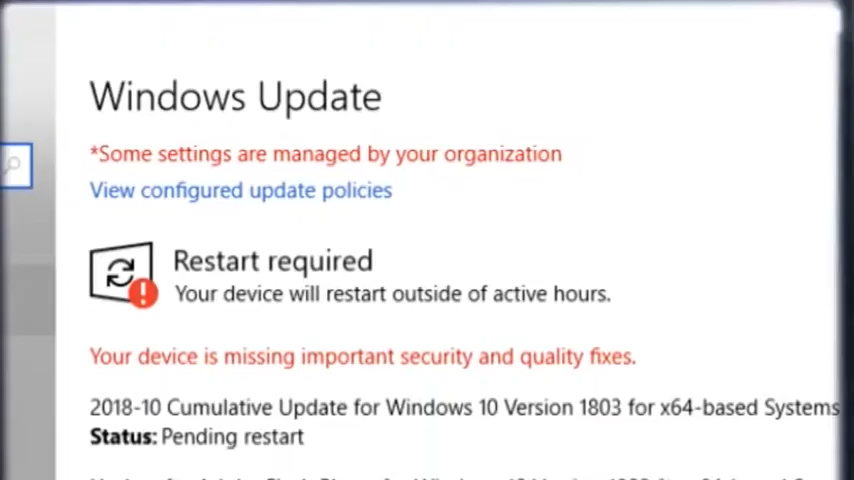 Windows Update
*Some settings are managed by your organization
View configured update policies
Restart required
Your device will restart outside of active hours.
Your device is missing important security and quality fixes.
2018-10 Cumulative Update for Windows 10 Version 1803 for x64-based Systems
Status: Pending restart